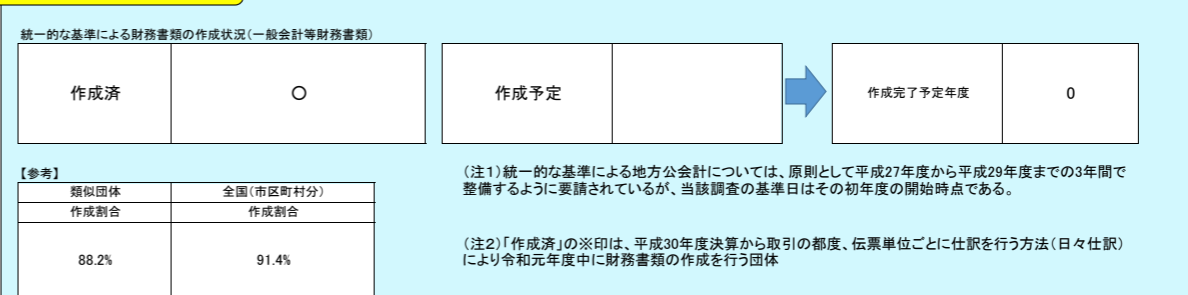 統一的な基準による財務書類の作成状況(一般会計等財務書類)
作成済
○
作成予定
作成完了予定年度
0
【参考】
類似団体
全国(市区町村分)
作成割合
作成割合
88.2%
91.4%
(注1)統一的な基準による地方公会計については、原則として平成27年度から平成29年度までの3年間で
整備するように要請されているが、当該調査の基準日はその初年度の開始時点である。
(注2)「作成済」の※印は、平成30年度決算から取引の都度、伝票単位ごとに仕訳を行う方法(日々仕訳)
により令和元年度中に財務書類の作成を行う団体